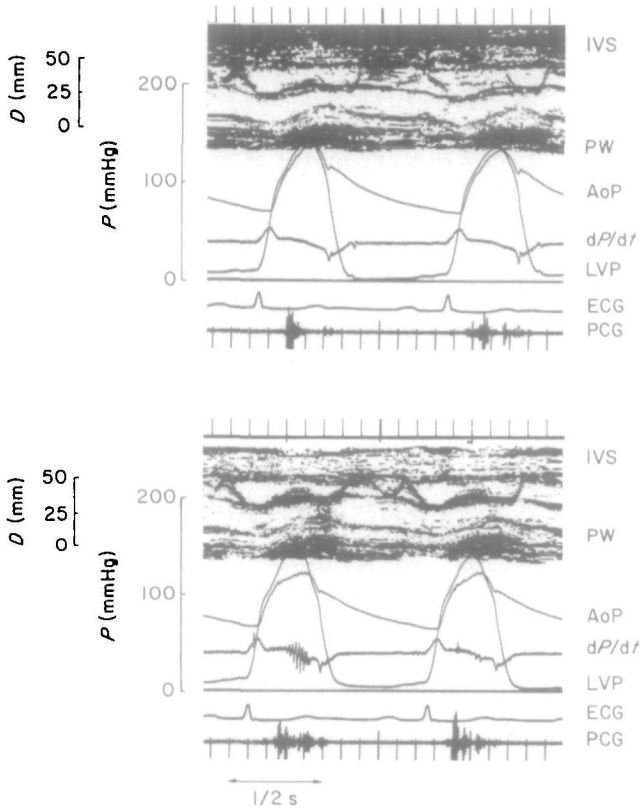 D (mm)
50
25
0
P (mmHg)
200
100
0
IVS
PW
AoP
dP/dt
LVP
ECG
PCG
D (mm)
50
25
0
P (mmHg)
200
100
0
IVS
PW
AoP
dP/dt
LVP
ECG
PCG
1/2 s